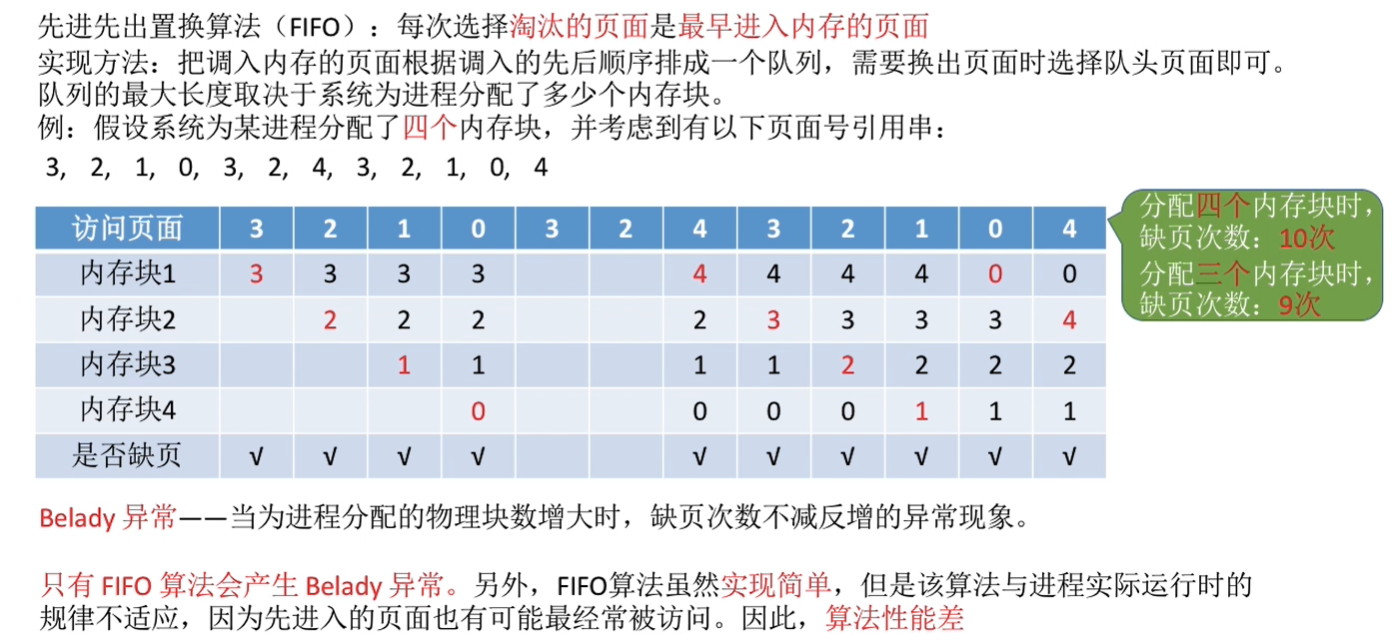 先进先出置换算法（FIFO）：每次选择淘汰的页面是最早进入内存的页面
实现方法：把调入内存的页面根据调入的先后顺序排成一个队列，需要换出页面时选择队头页面即可。
队列的最大长度取决于系统为进程分配了多少个内存块。
例：假设系统为某进程分配了四个内存块，并考虑到有以下页面号引用串：
3, 2, 1, 0, 3, 2, 4, 3, 2, 1, 0, 4
访问页面 3 2 1 0 3 2 4 3 2 1 0 4
内存块1 3 3 3 3 4 4 4 4 0 0
内存块2 2 2 2 2 3 3 3 3 4
内存块3 1 1 1 1 2 2 2 2
内存块4 0 0 0 0 1 1 1
是否缺页 √ √ √ √ √ √ √ √ √ √
分配四个内存块时，
缺页次数：10次
分配三个内存块时，
缺页次数：9次
Belady 异常——当为进程分配的物理块数增大时，缺页次数不减反增的异常现象。
只有 FIFO 算法会产生 Belady 异常。另外，FIFO算法虽然实现简单，但是该算法与进程实际运行时的
规律不适应，因为先进入的页面也有可能最经常被访问。因此，算法性能差